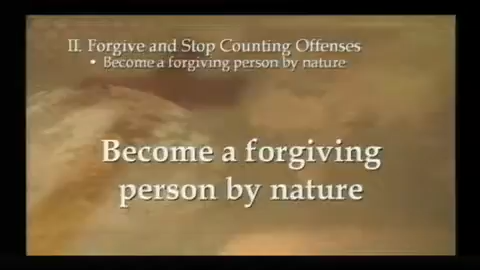 II. Forgive and Stop Counting Offenses
• Become a forgiving person by nature
Become a forgiving
person by nature